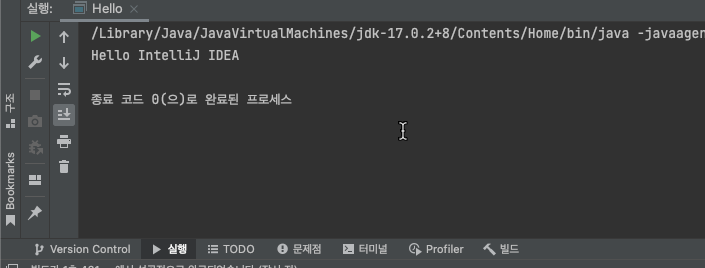 실행:
Hello
/Library/Java/JavaVirtualMachines/jdk-17.0.2+8/Contents/Home/bin/java -javaagen
Hello IntelliJ IDEA
종료 코드 0(으)로 완료된 프로세스
구조
Bookmarks
Version Control
실행
TODO
문제점
터미널
Profiler
빌드